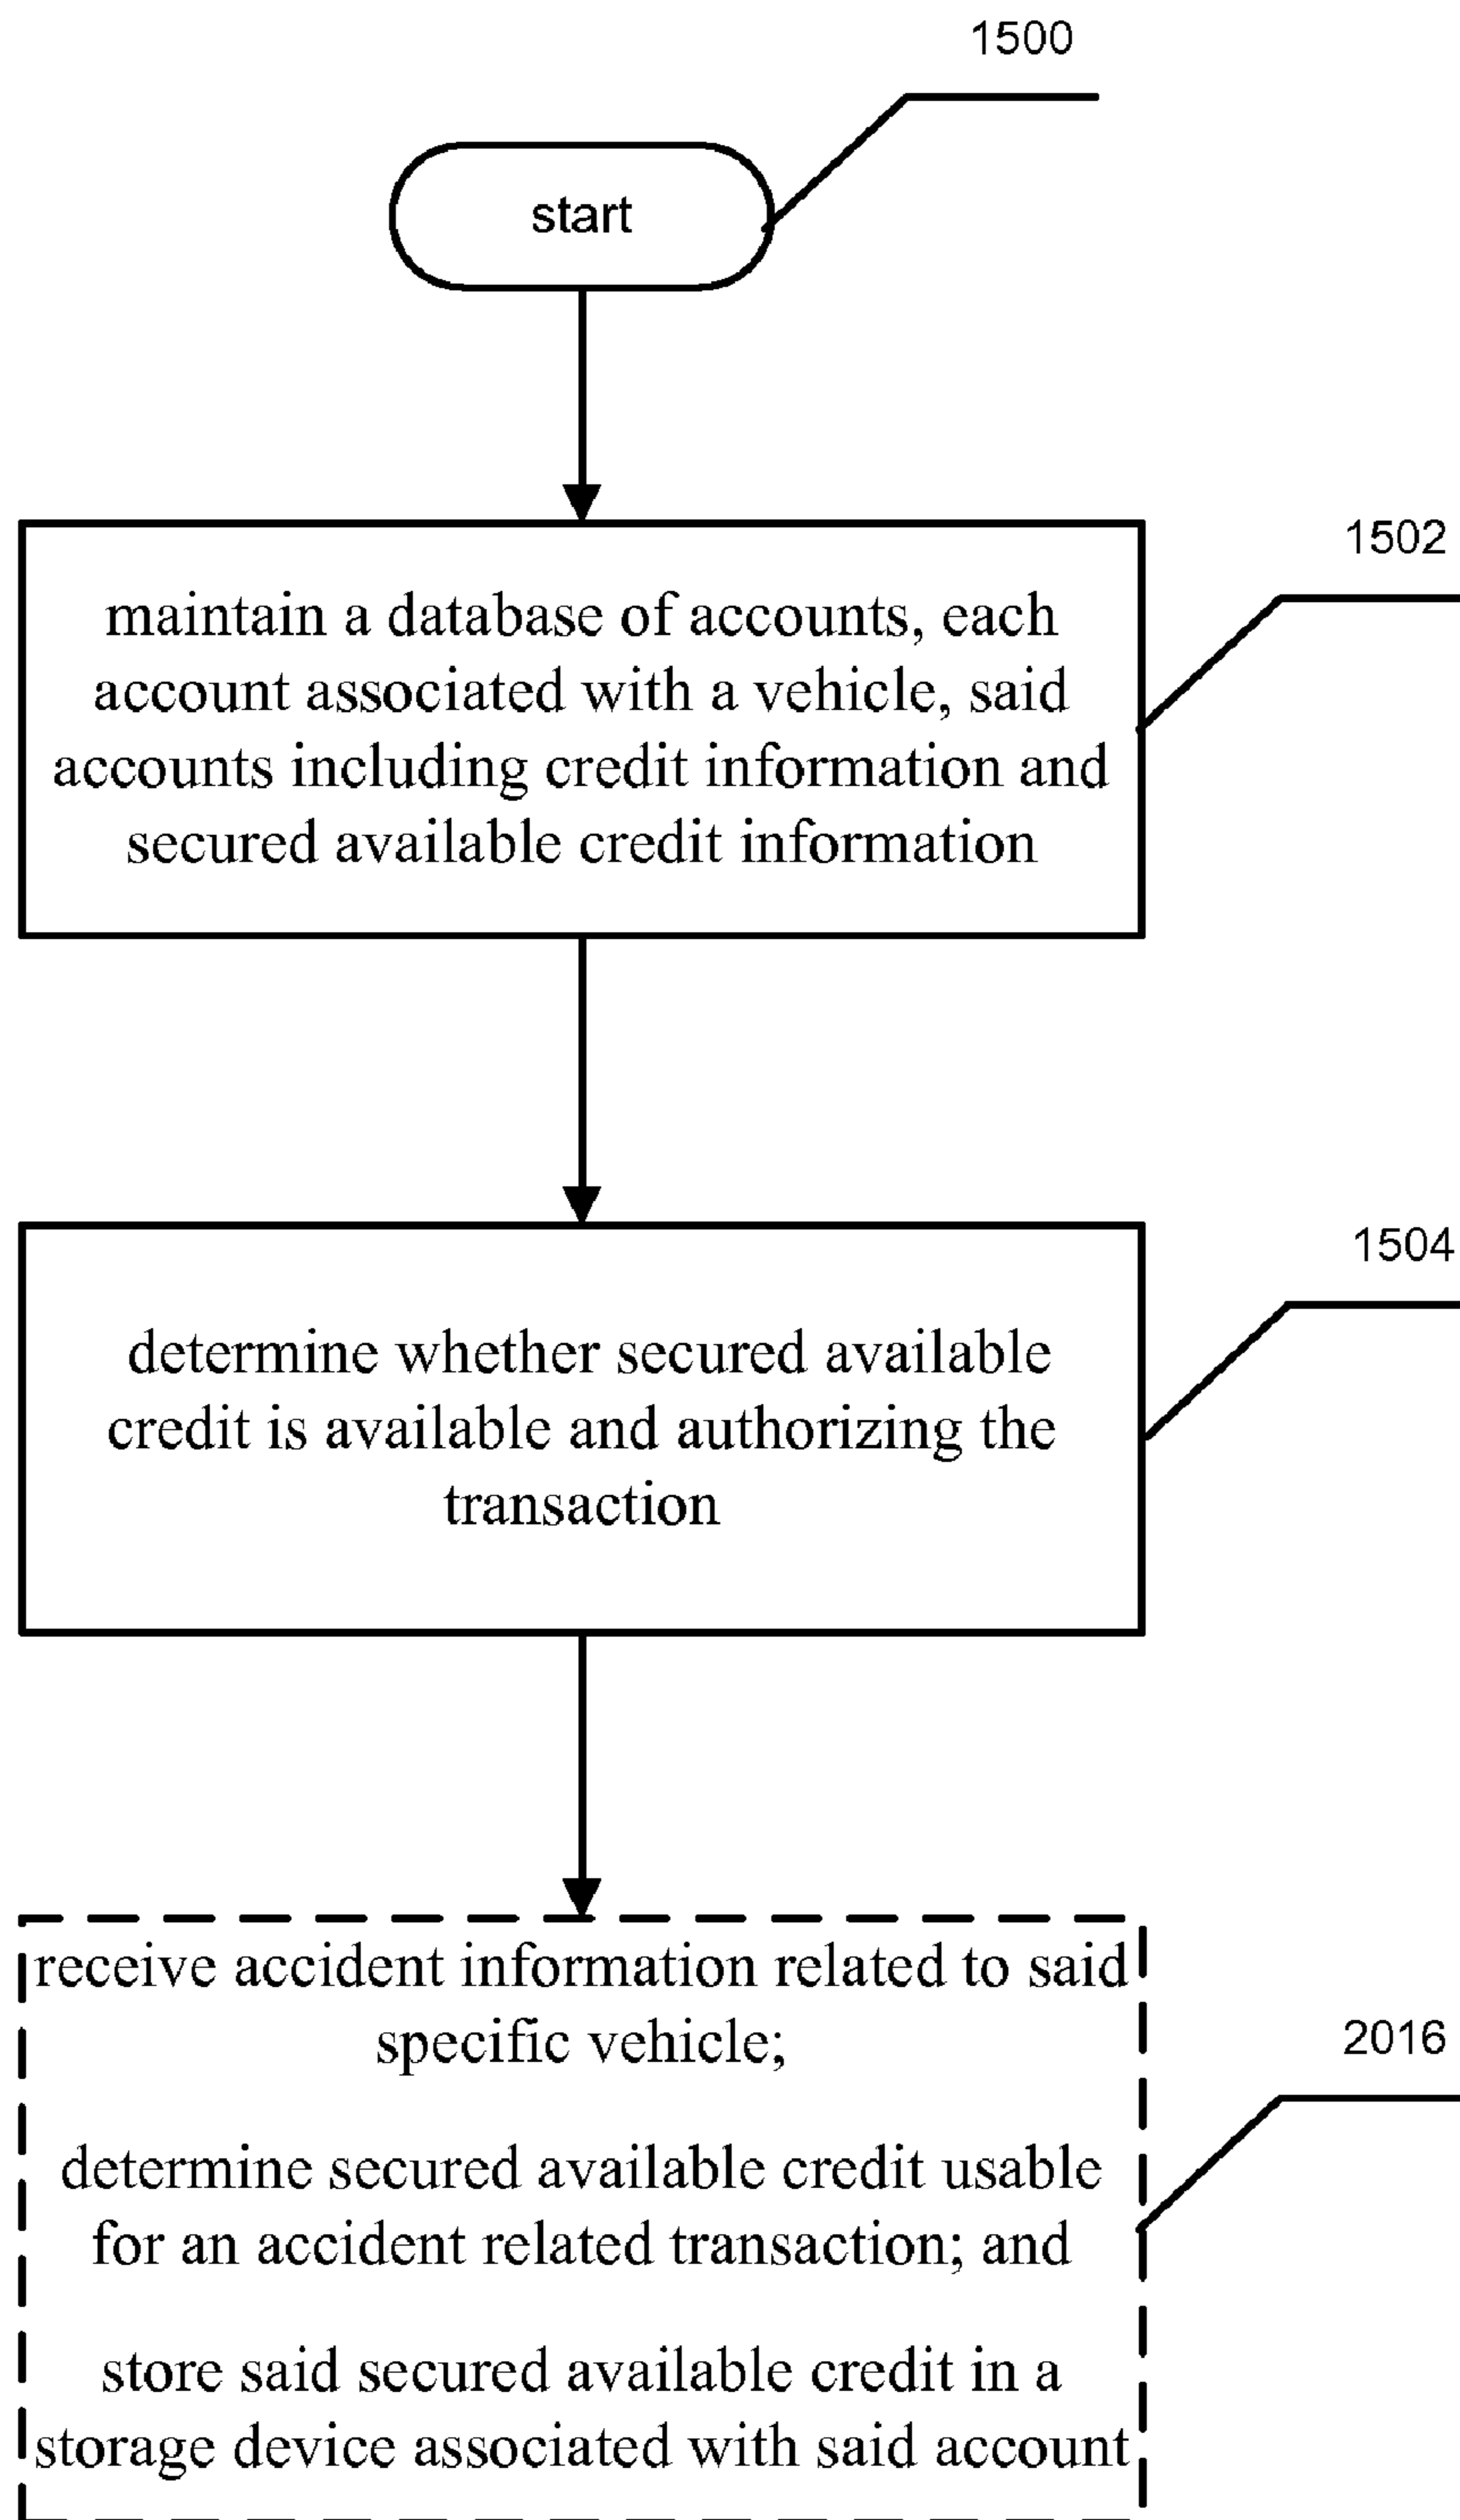 1500
start
1502
maintain a database of accounts, each
account associated with a vehicle, said
accounts including credit information and
secured available credit information
1504
determine whether secured available
credit is available and authorizing the
transaction
receive accident information related to said
specific vehicle;
2016
determine secured available credit usable
for an accident related transaction; and
store said secured available credit in a
storage device associated with said account